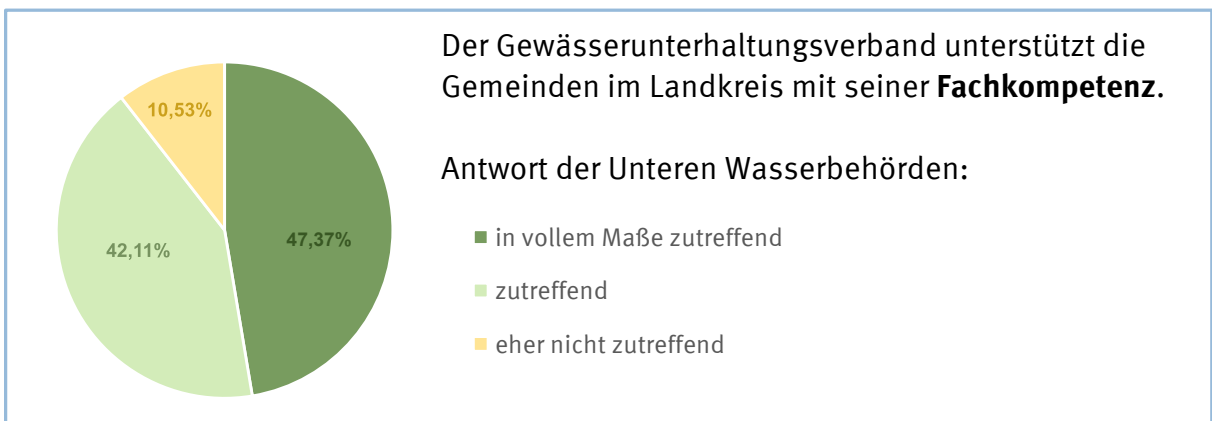 Der Gewässerunterhaltungsverband unterstützt die
Gemeinden im Landkreis mit seiner Fachkompetenz.
Antwort der Unteren Wasserbehörden:
in vollem Maße zutreffend
zutreffend
eher nicht zutreffend
10,53%
47,37%
42,11%